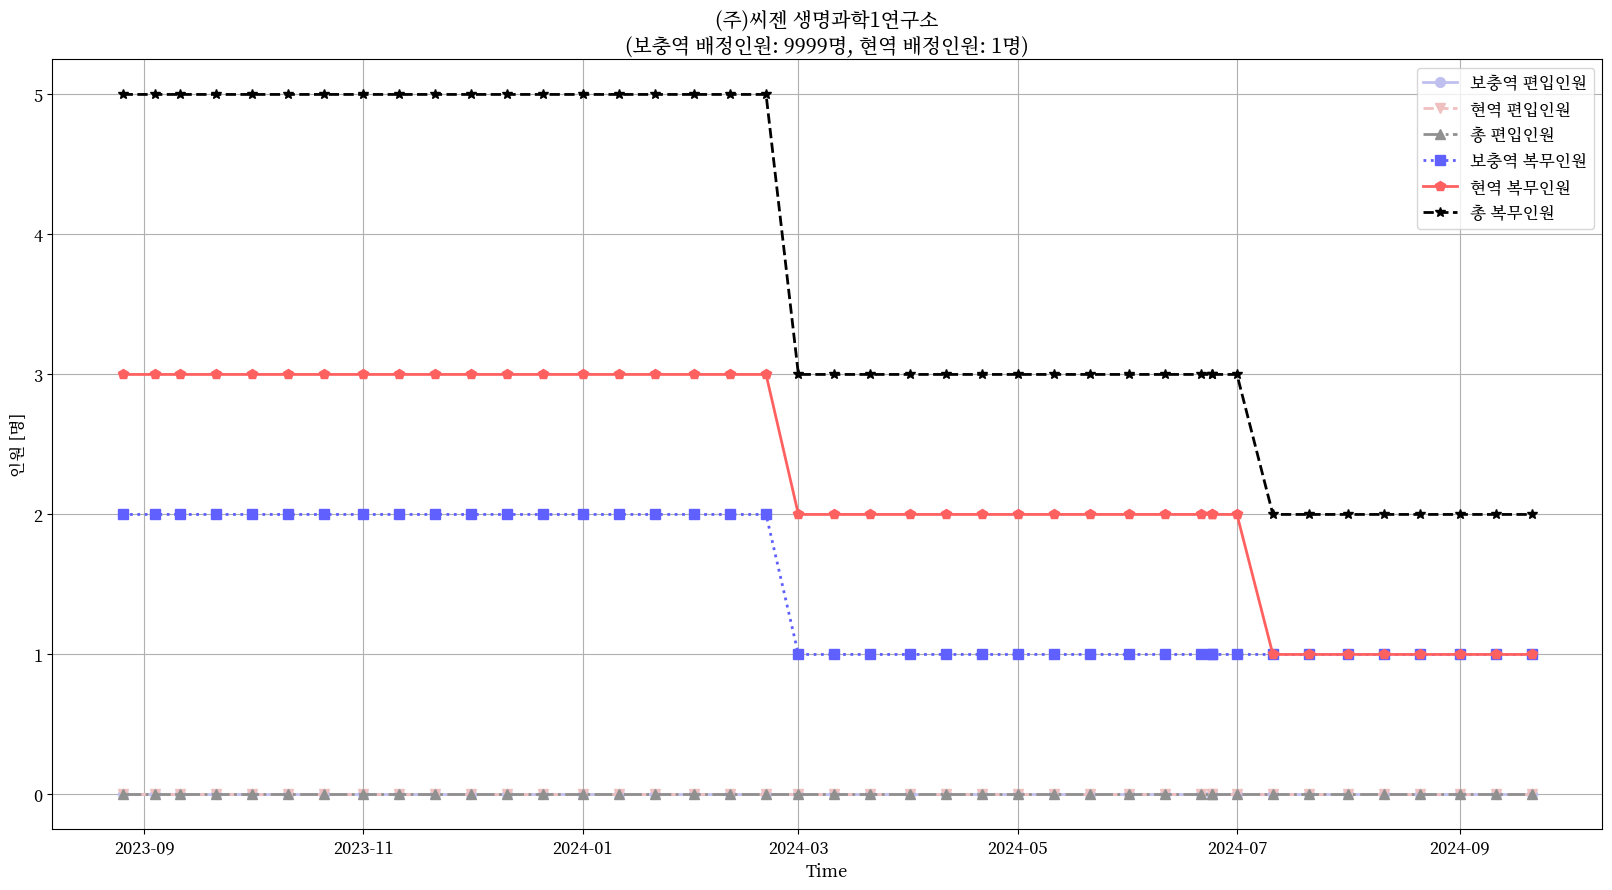 (주)씨젠 생명과학1연구소
(보충역 배정인원: 9999명, 현역 배정인원: 1명)
보충역 편입인원
현역 편입인원
총 편입인원
보충역 복무인원
현역 복무인원
총 복무인원
인원 [명]
5
4
3
2
1
0
2023-09
2023-11
2024-01
2024-03
2024-05
2024-07
2024-09
Time